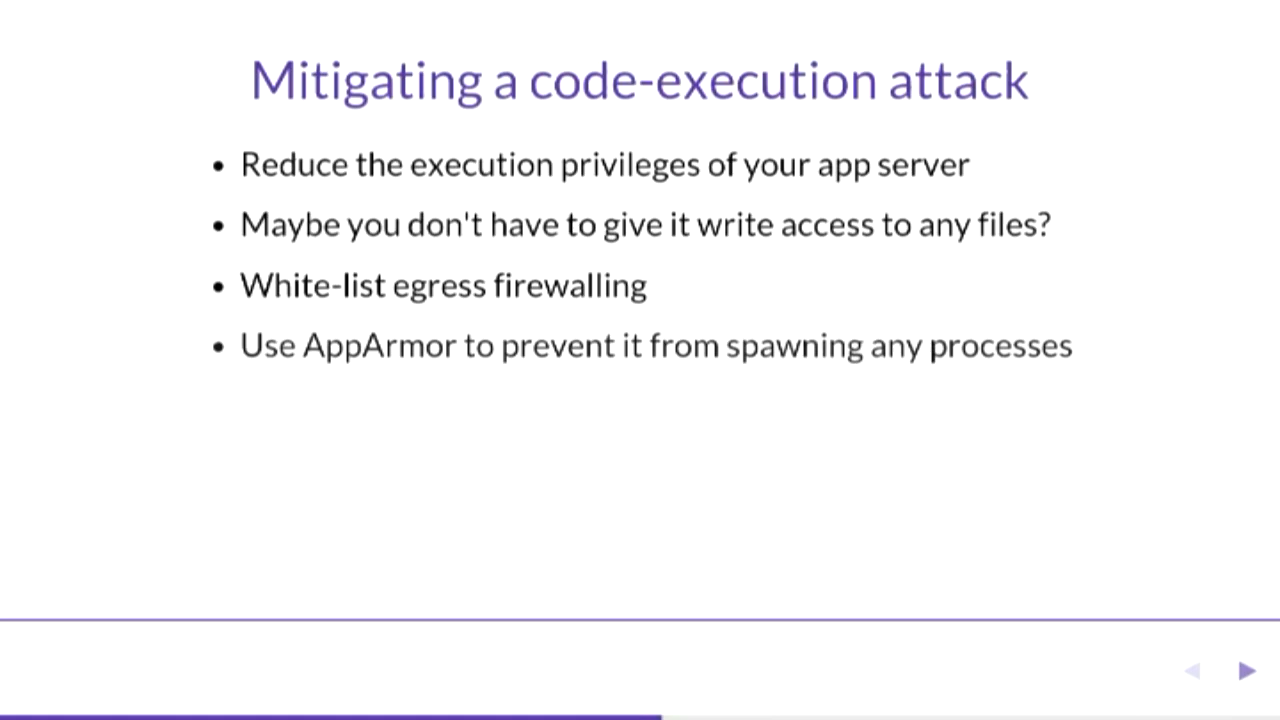 Mitigating a code-execution attack
Reduce the execution privileges of your app server
Maybe you don't have to give it write access to any files?
White-list egress firewalling
Use AppArmor to prevent it from spawning any processes